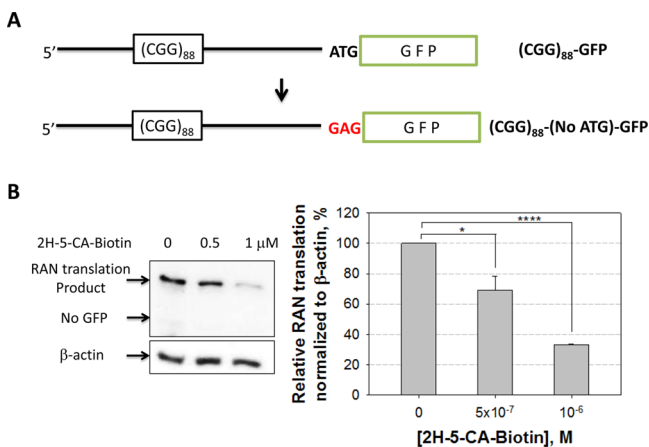 A
5′ (CGG)88 ATG GFP (CGG)88-GFP
5′ (CGG)88 GAG GFP (CGG)88-(No ATG)-GFP
B
2H-5-CA-Biotin 0 0.5 1 μM
RAN translation
Product
No GFP
β-actin
Relative RAN translation
normalized to β-actin, %
120
100
80
60
40
20
0
*
****
0 5x10-7 10-6
[2H-5-CA-Biotin], M